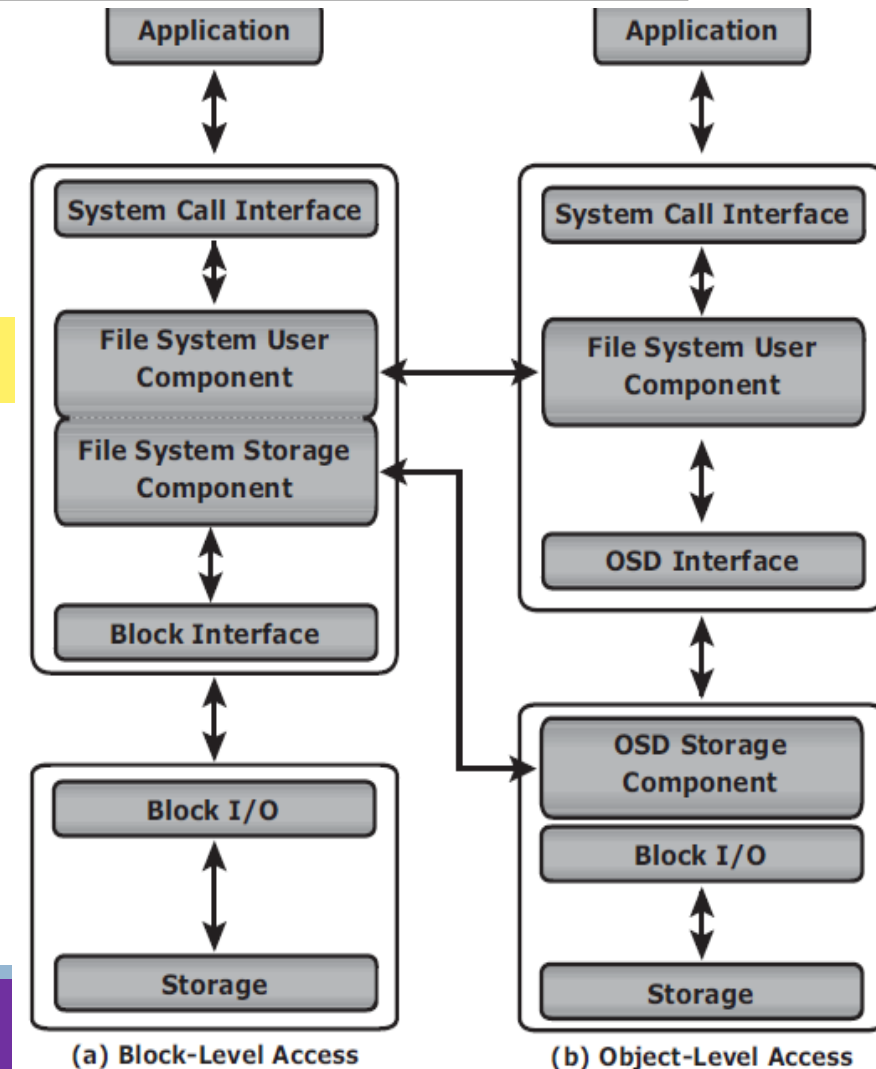 Application
System Call Interface
File System User
Component
File System Storage
Component
Block Interface
Block I/O
Storage
(a) Block-Level Access
Application
System Call Interface
File System User
Component
OSD Interface
OSD Storage
Component
Block I/O
Storage
(b) Object-Level Access